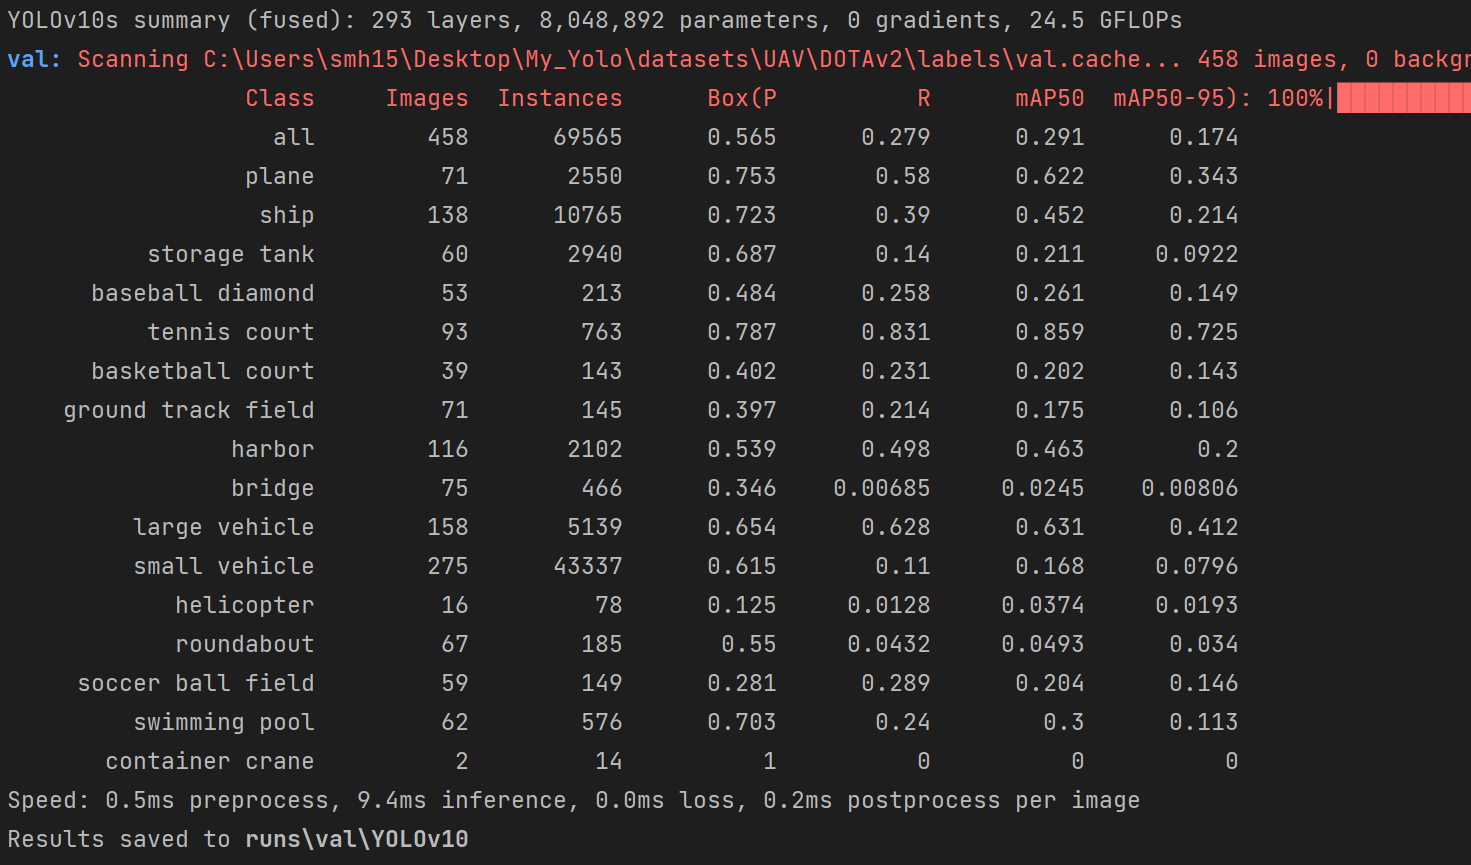 YOLOv10s summary (fused): 293 layers, 8,048,892 parameters, 0 gradients, 24.5 GFLOPs
val: Scanning C:\Users\smh15\Desktop\My_Yolo\datasets\UAV\DOTAv2\labels\val.cache... 458 images, 0 backgr
Class Images Instances Box(P R mAP50 mAP50-95): 100%|
all 458 69565 0.565 0.279 0.291 0.174
plane 71 2550 0.753 0.58 0.622 0.343
ship 138 10765 0.723 0.39 0.452 0.214
storage tank 60 2940 0.687 0.14 0.211 0.0922
baseball diamond 53 213 0.484 0.258 0.261 0.149
tennis court 93 763 0.787 0.831 0.859 0.725
basketball court 39 143 0.402 0.231 0.202 0.143
ground track field 71 145 0.397 0.214 0.175 0.106
harbor 116 2102 0.539 0.498 0.463 0.2
bridge 75 466 0.346 0.00685 0.0245 0.00806
large vehicle 158 5139 0.654 0.628 0.631 0.412
small vehicle 275 43337 0.615 0.11 0.168 0.0796
helicopter 16 78 0.125 0.0128 0.0374 0.0193
roundabout 67 185 0.55 0.0432 0.0493 0.034
soccer ball field 59 149 0.281 0.289 0.204 0.146
swimming pool 62 576 0.703 0.24 0.3 0.113
container crane 2 14 1 0 0 0
Speed: 0.5ms preprocess, 9.4ms inference, 0.0ms loss, 0.2ms postprocess per image
Results saved to runs\val\YOLOv10